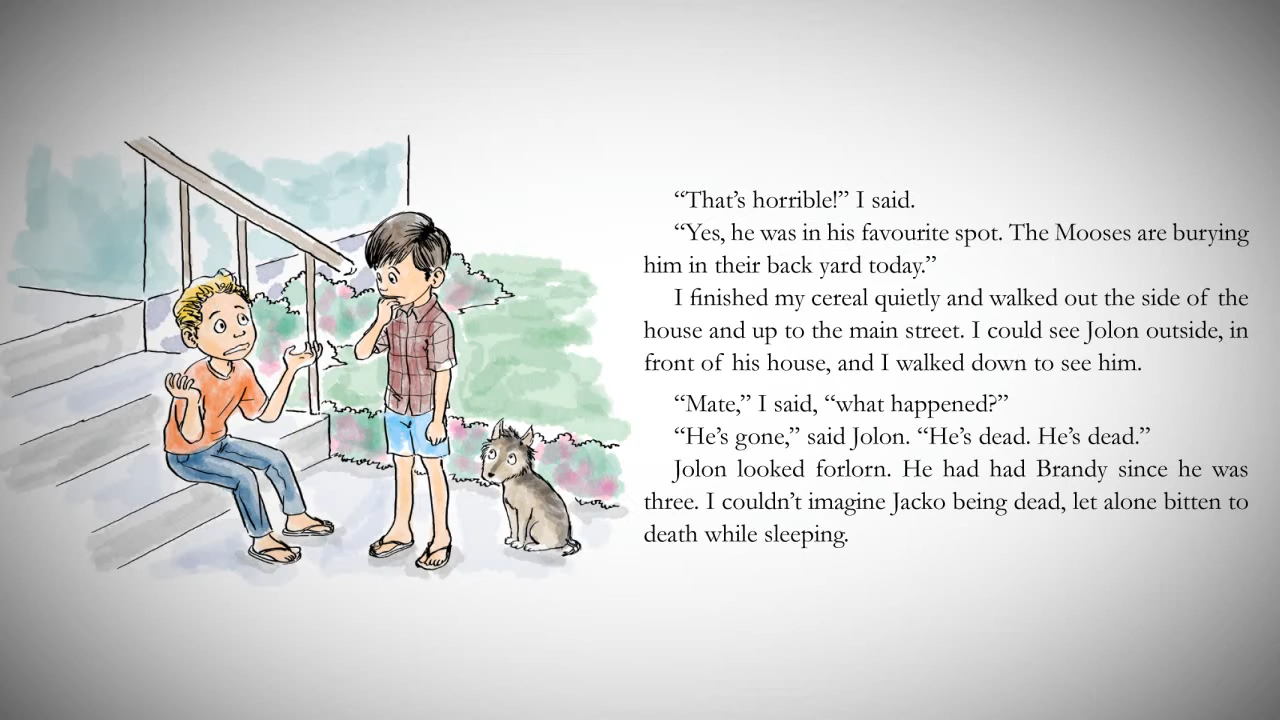 “That’s horrible!” I said.
“Yes, he was in his favourite spot. The Mooses are burying
him in their back yard today.”
I finished my cereal quietly and walked out the side of the
house and up to the main street. I could see Jolon outside, in
front of his house, and I walked down to see him.
“Mate,” I said, “what happened?”
“He’s gone,” said Jolon. “He’s dead. He’s dead.”
Jolon looked forlorn. He had had Brandy since he was
three. I couldn’t imagine Jacko being dead, let alone bitten to
death while sleeping.